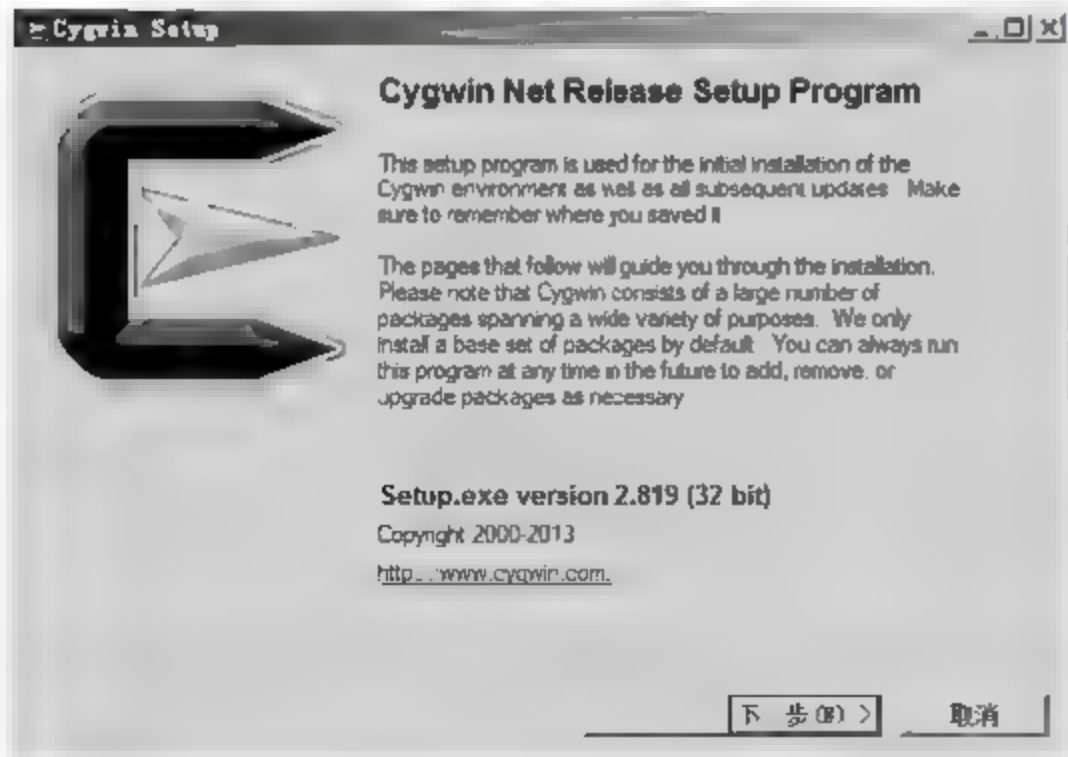 Cygwin Setup
Cygwin Net Release Setup Program
This setup program is used for the initial installation of the
Cygwin environment as well as all subsequent updates Make
sure to remember where you saved it
The pages that follow will guide you through the installation.
Please note that Cygwin consists of a large number of
packages spanning a wide variety of purposes. We only
install a base set of packages by default You can always run
this program at any time in the future to add, remove, or
upgrade packages as necessary
Setup.exe version 2.819 (32 bit)
Copyright 2000-2013
http://www.cygwin.com/
下一步(N) >
取消